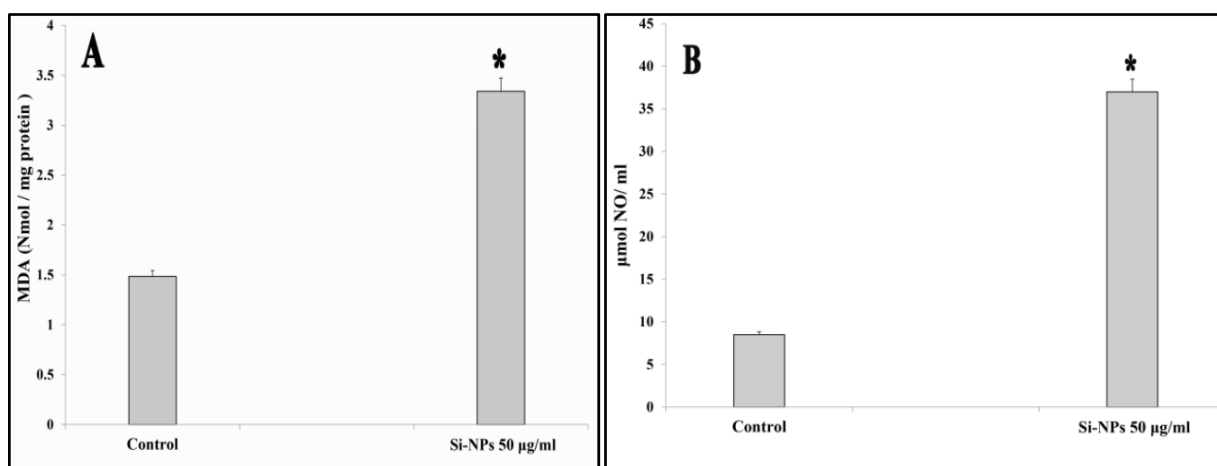 A
MDA (Nmol / mg protein )
4
3.5
3
2.5
2
1.5
1
0.5
0
*
Control
Si-NPs 50 µg/ml
B
µmol NO/ ml
45
40
35
30
25
20
15
10
5
0
*
Control
Si-NPs 50 µg/ml